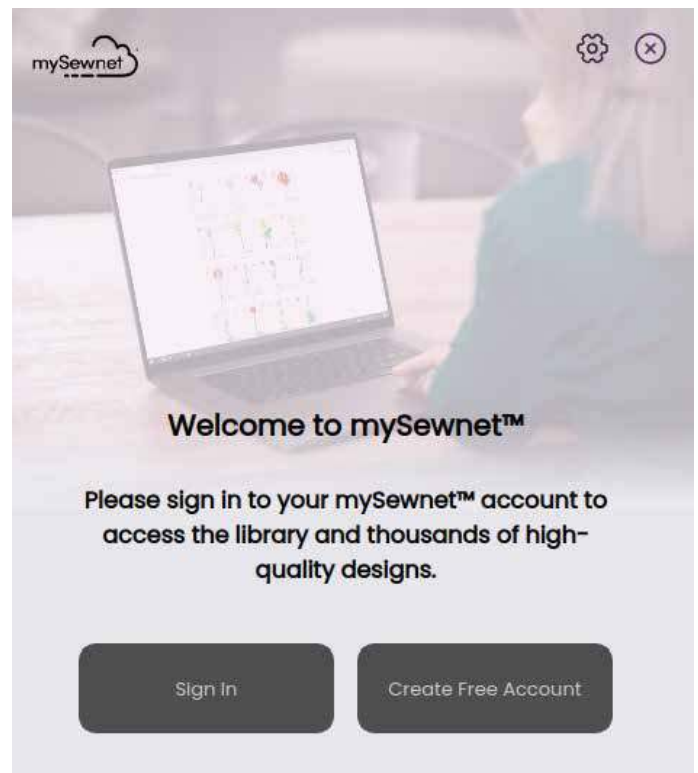 mySewnet
Welcome to mySewnet™
Please sign in to your mySewnet™ account to
access the library and thousands of high-
quality designs.
Sign In
Create Free Account